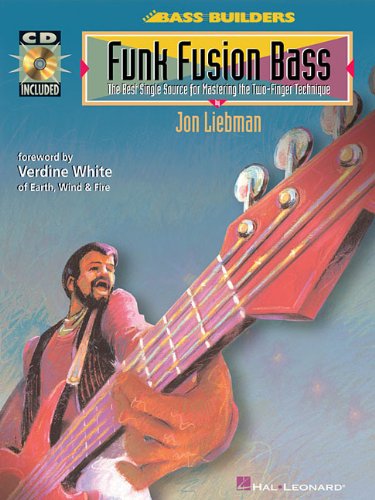 BASS BUILDERS
CD
INCLUDED
Funk Fusion Bass
The Best Single Source for Mastering the Two-Finger Technique
by
Jon Liebman
foreword by
Verdine White
of Earth, Wind & Fire
HAL•LEONARD®